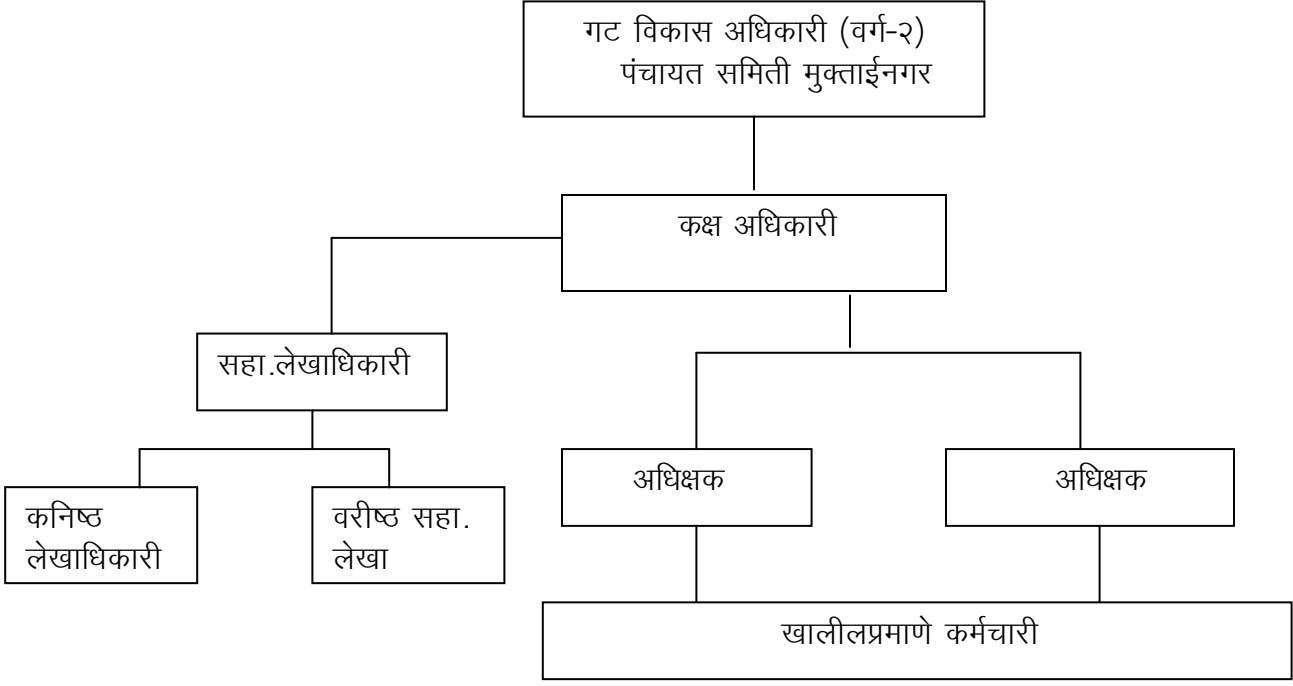 गट विकास अधिकारी (वर्ग-२)
पंचायत समिती मुक्ताईनगर
कक्ष अधिकारी
सहा.लेखाधिकारी
कनिष्ठ
लेखाधिकारी
वरीष्ठ सहा.
लेखा
अधिक्षक
अधिक्षक
खालीलप्रमाणे कर्मचारी